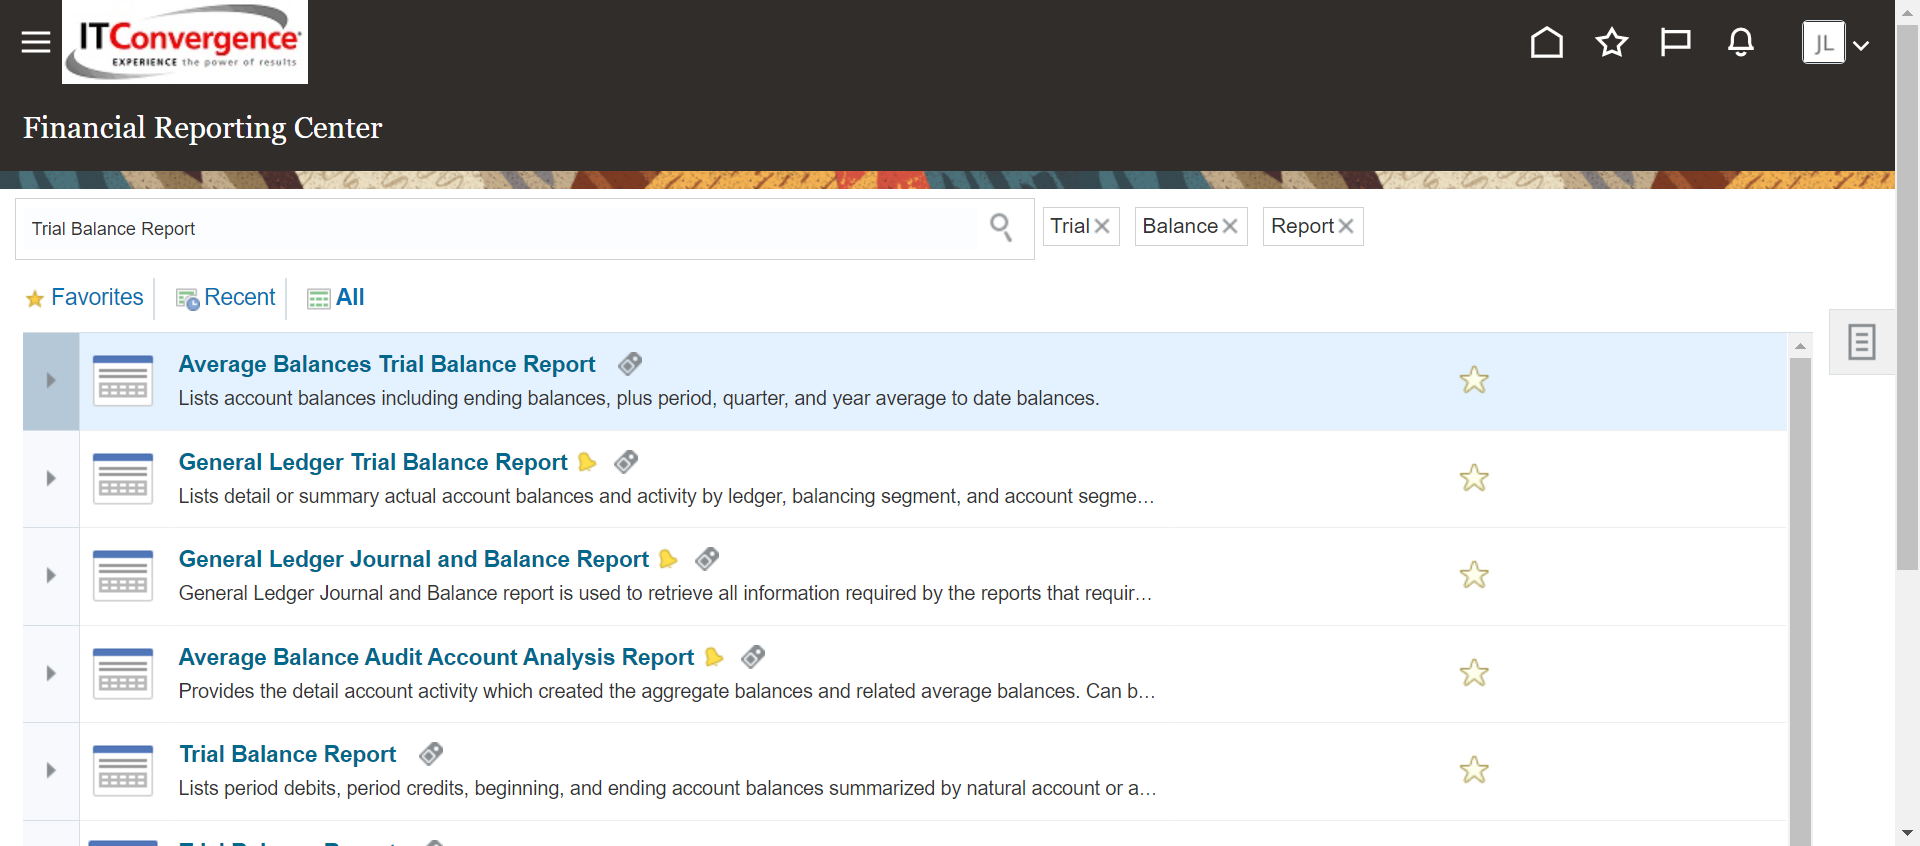 ITConvergence
EXPERIENCE the power of results
JL
Financial Reporting Center
Trial Balance Report
Trial
Balance
Report
Favorites
Recent
All
Average Balances Trial Balance Report
Lists account balances including ending balances, plus period, quarter, and year average to date balances.
General Ledger Trial Balance Report
Lists detail or summary actual account balances and activity by ledger, balancing segment, and account segme...
General Ledger Journal and Balance Report
General Ledger Journal and Balance report is used to retrieve all information required by the reports that requir...
Average Balance Audit Account Analysis Report
Provides the detail account activity which created the aggregate balances and related average balances. Can b...
Trial Balance Report
Lists period debits, period credits, beginning, and ending account balances summarized by natural account or a...